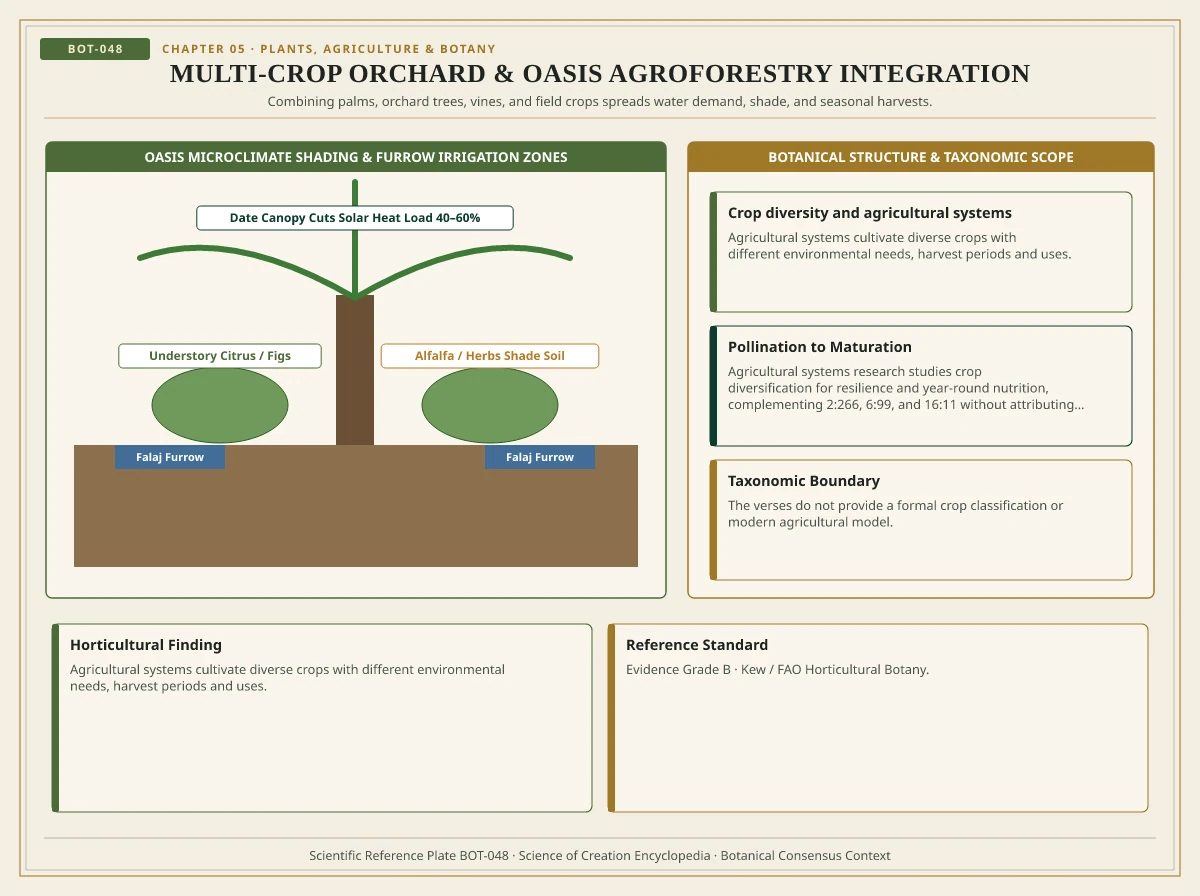 BOT-048
CHAPTER 05 · PLANTS, AGRICULTURE & BOTANY
MULTI-CROP ORCHARD & OASIS AGROFORESTRY INTEGRATION
Combining palms, orchard trees, vines, and field crops spreads water demand, shade, and seasonal harvests.
OASIS MICROCLIMATE SHADING & FURROW IRRIGATION ZONES
Date Canopy Cuts Solar Heat Load 40–60%
Understory Citrus / Figs
Alfalfa / Herbs Shade Soil
Falaj Furrow
Falaj Furrow
BOTANICAL STRUCTURE & TAXONOMIC SCOPE
Crop diversity and agricultural systems
Agricultural systems cultivate diverse crops with
different environmental needs, harvest periods and uses.
Pollination to Maturation
Agricultural systems research studies crop
diversification for resilience and year-round nutrition,
complementing 2:266, 6:99, and 16:11 without attributing...
Taxonomic Boundary
The verses do not provide a formal crop classification or
modern agricultural model.
Horticultural Finding
Agricultural systems cultivate diverse crops with different environmental
needs, harvest periods and uses.
Reference Standard
Evidence Grade B · Kew / FAO Horticultural Botany.
Scientific Reference Plate BOT-048 · Science of Creation Encyclopedia · Botanical Consensus Context